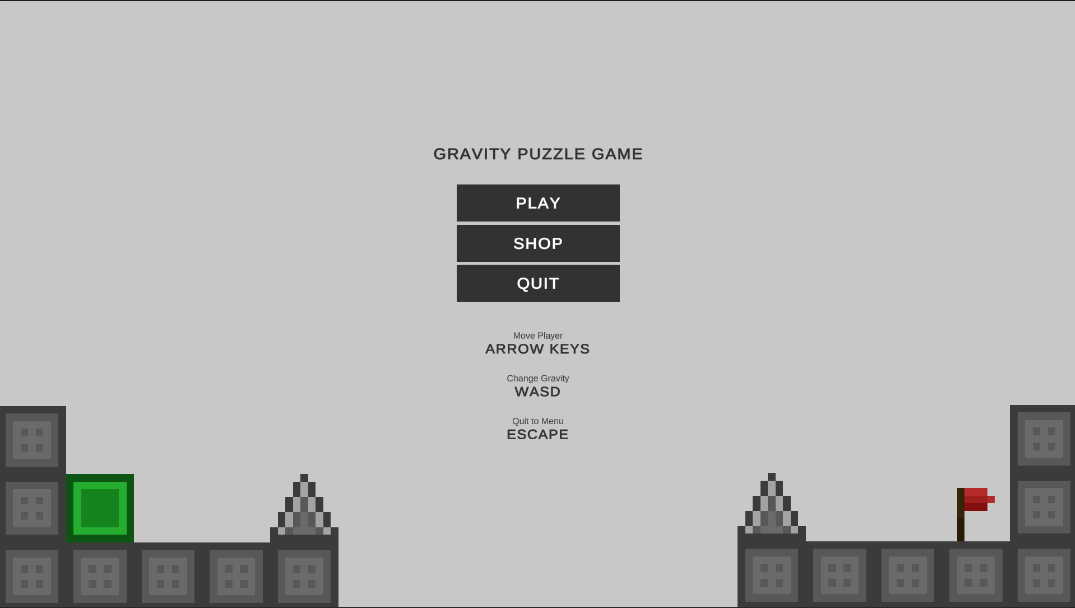 GRAVITY PUZZLE GAME
PLAY
SHOP
QUIT
Move Player
ARROW KEYS
Change Gravity
WASD
Quit to Menu
ESCAPE